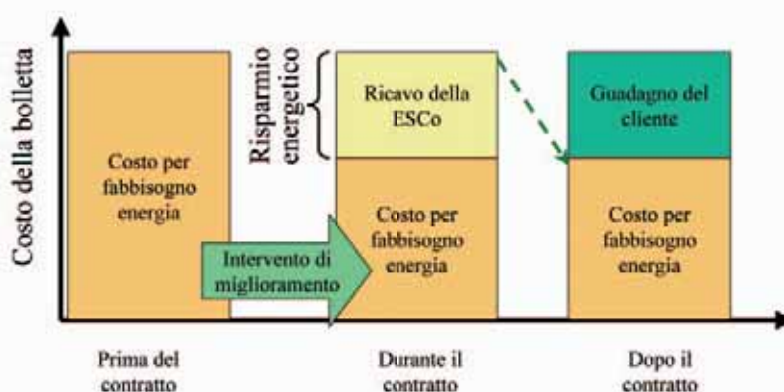 Costo della bolletta
Costo per
fabbisogno
energia
Intervento di
miglioramento
Risparmio
energetico
Ricavo della
ESCo
Costo per
fabbisogno
energia
Guadagno del
cliente
Costo per
fabbisogno
energia
Prima del
contratto
Durante il
contratto
Dopo il
contratto